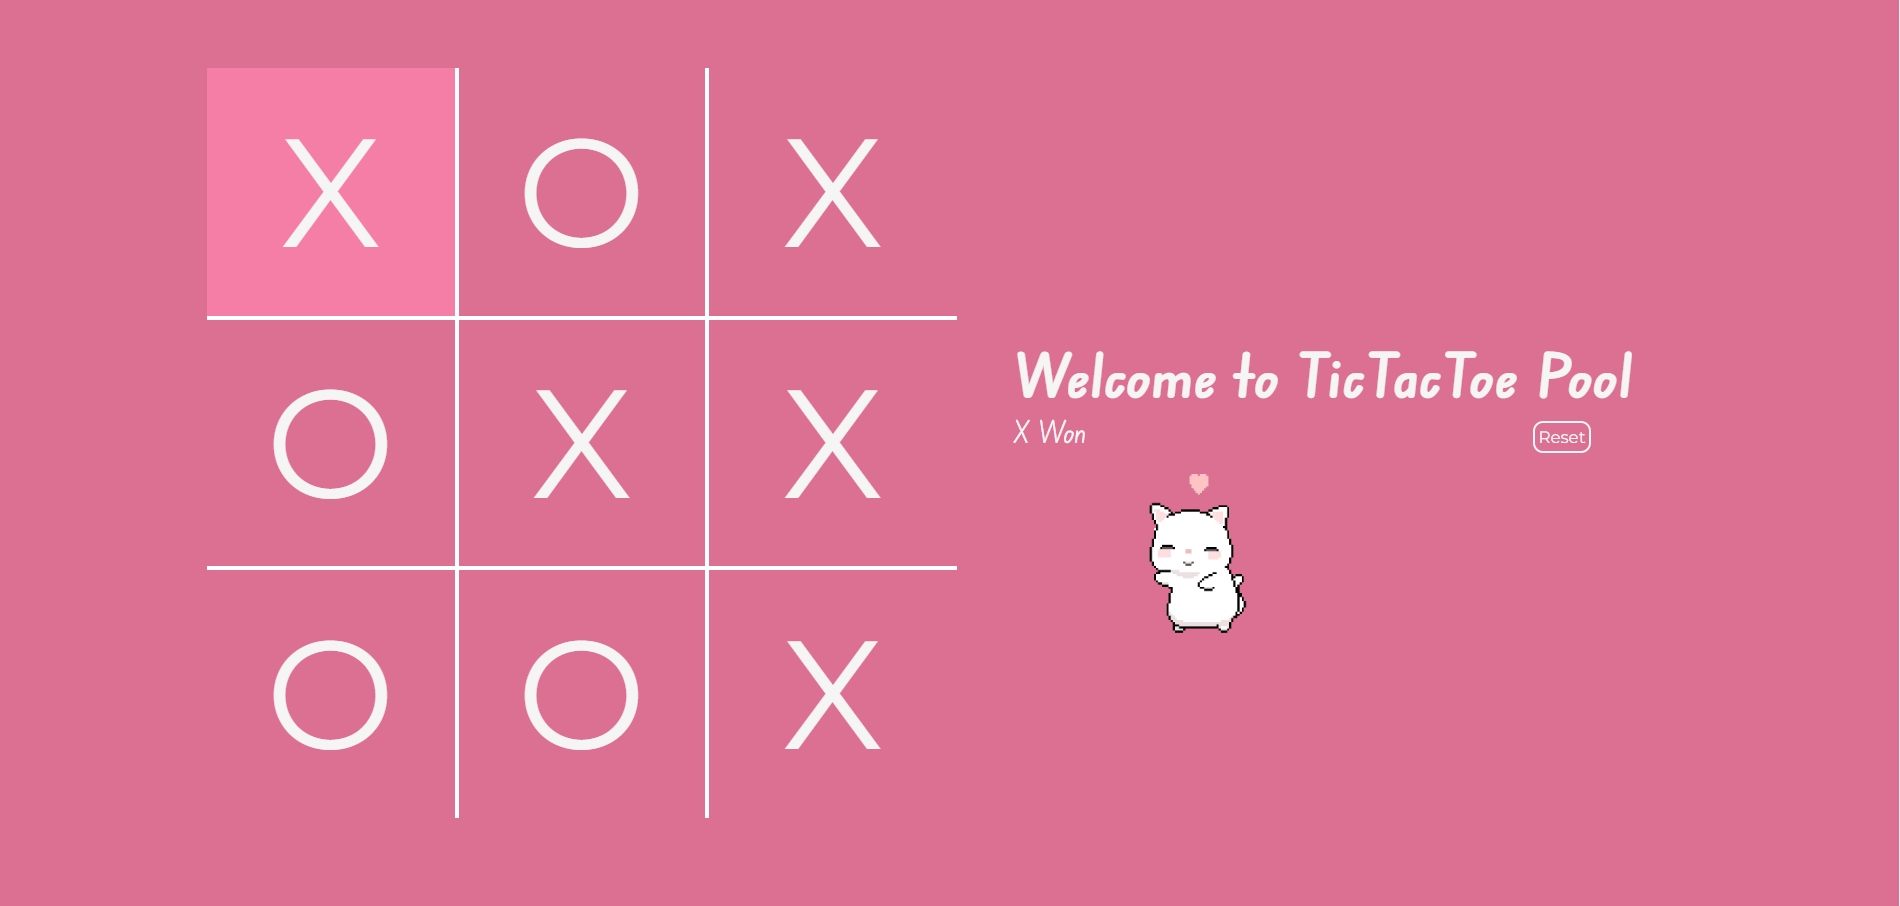 X O X
O X X
O O X
Welcome to TicTacToe Pool
X Won
Reset